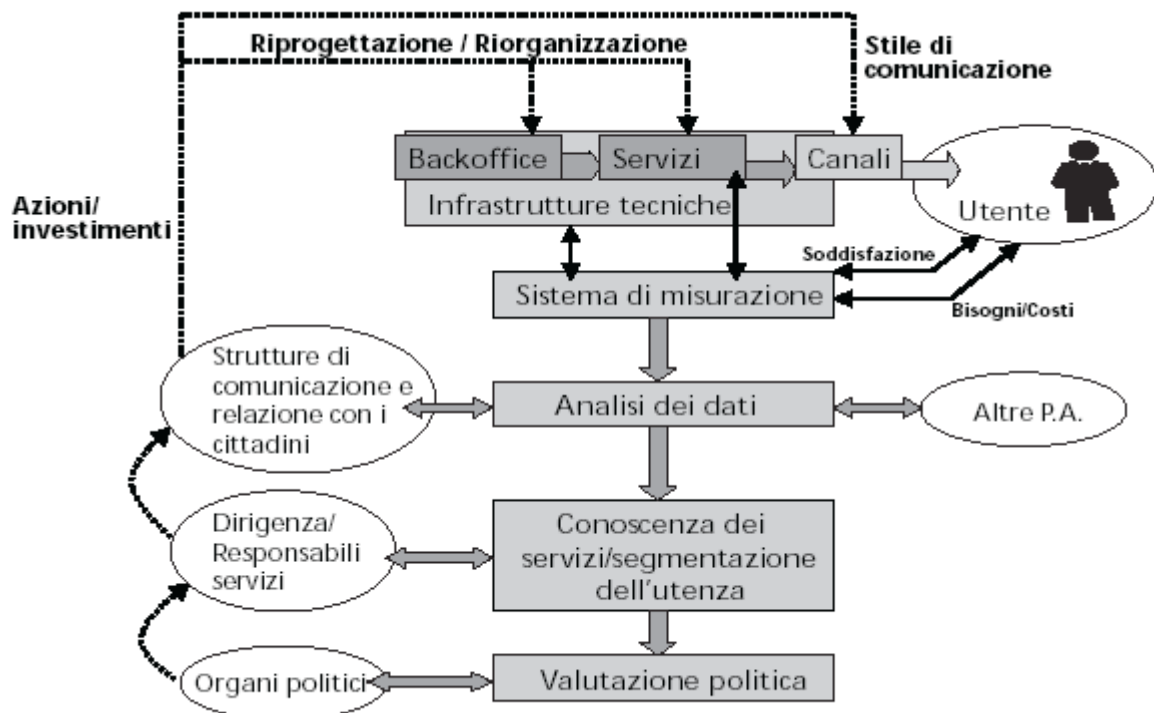 Riprogettazione / Riorganizzazione
Stile di
comunicazione
Backoffice
Servizi
Canali
Infrastrutture tecniche
Utente
Azioni/
investimenti
Soddisfazione
Sistema di misurazione
Bisogni/Costi
Strutture di
comunicazione e
relazione con i
cittadini
Analisi dei dati
Altre P.A.
Dirigenza/
Responsabili
servizi
Conoscenza dei
servizi/segmentazione
dell'utenza
Organi politici
Valutazione politica